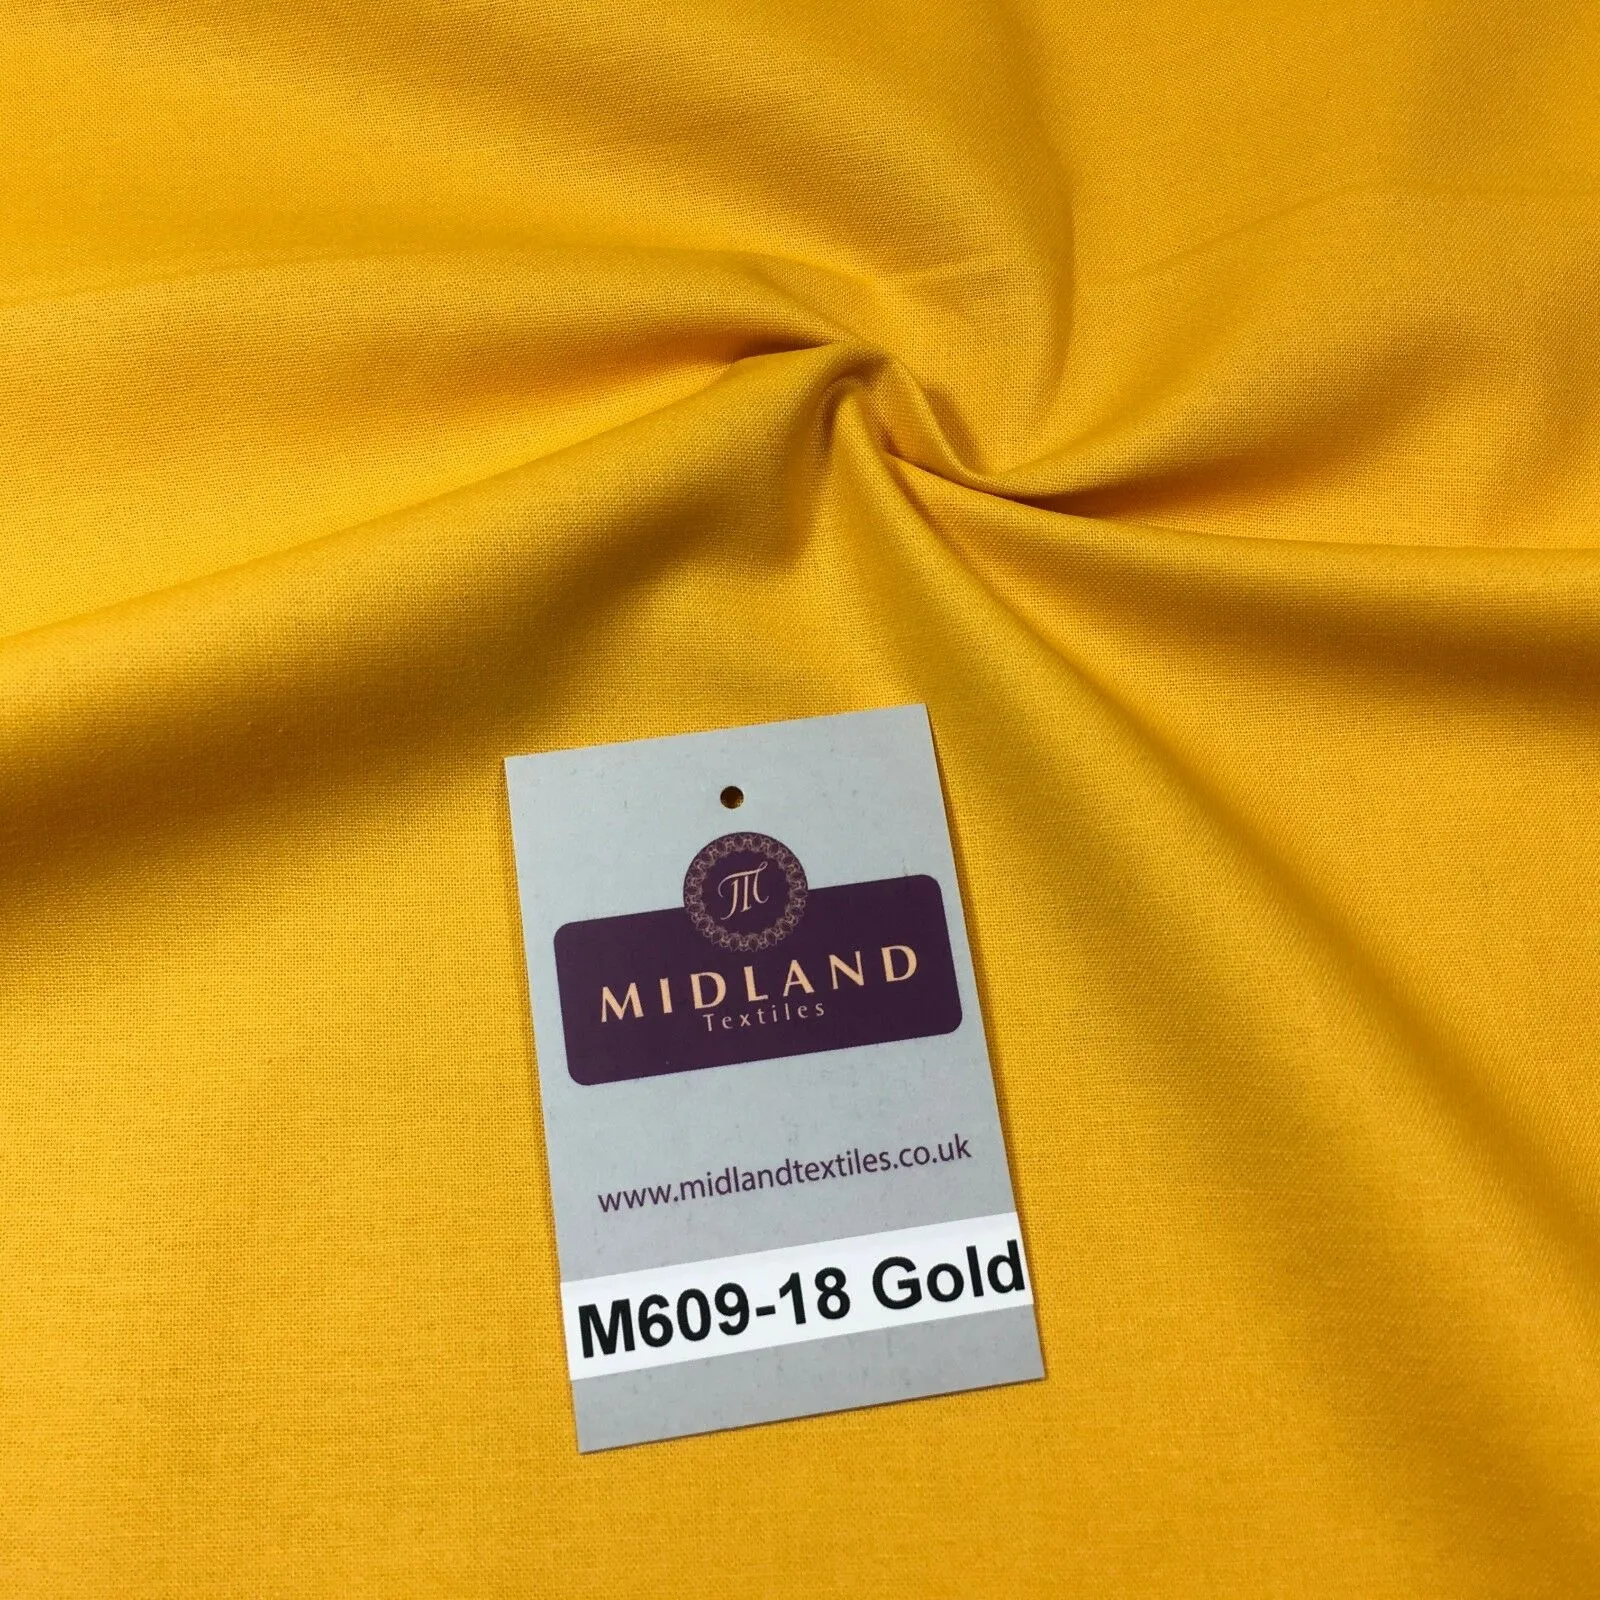 M
MIDLAND
Textiles
www.midlandtextiles.co.uk
M609-18 Gold